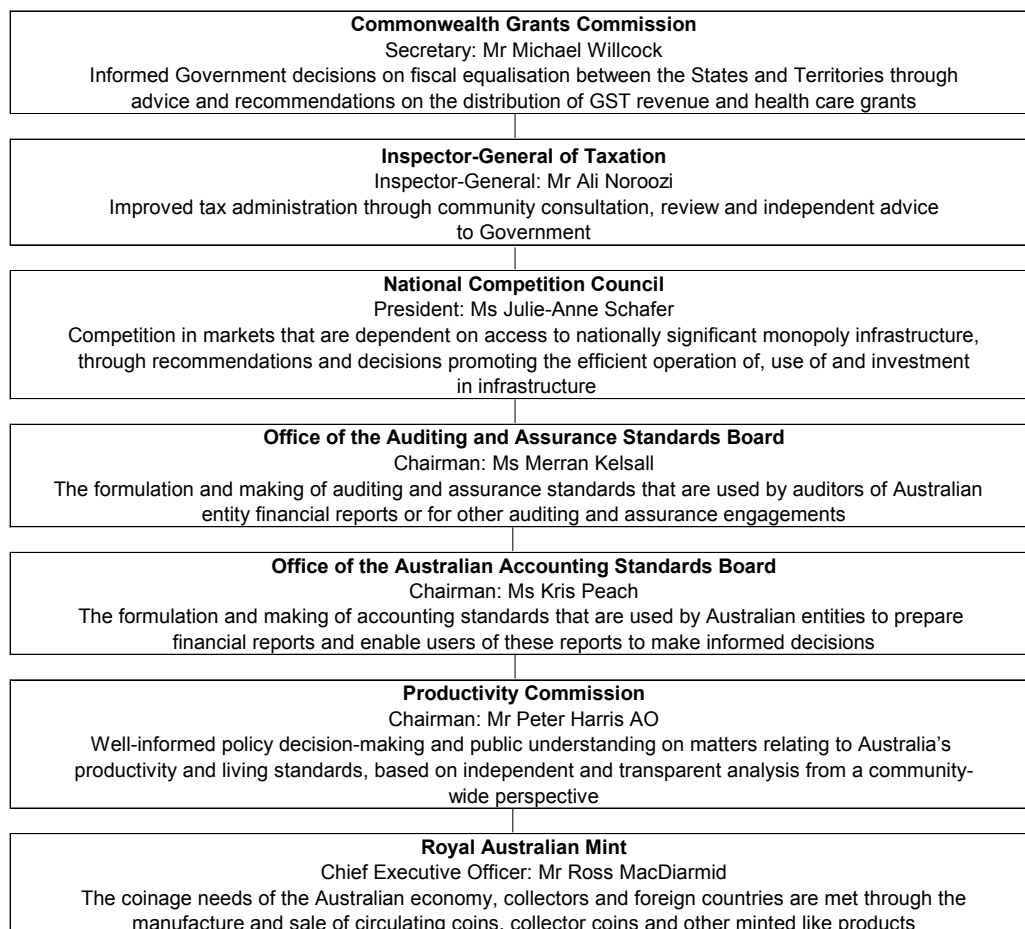 Commonwealth Grants Commission
Secretary: Mr Michael Willcock
Informed Government decisions on fiscal equalisation between the States and Territories through
advice and recommendations on the distribution of GST revenue and health care grants
Inspector-General of Taxation
Inspector-General: Mr Ali Noroozi
Improved tax administration through community consultation, review and independent advice
to Government
National Competition Council
President: Ms Julie-Anne Schafer
Competition in markets that are dependent on access to nationally significant monopoly infrastructure,
through recommendations and decisions promoting the efficient operation of, use of and investment
in infrastructure
Office of the Auditing and Assurance Standards Board
Chairman: Ms Merran Kelsall
The formulation and making of auditing and assurance standards that are used by auditors of Australian
entity financial reports or for other auditing and assurance engagements
Office of the Australian Accounting Standards Board
Chairman: Ms Kris Peach
The formulation and making of accounting standards that are used by Australian entities to prepare
financial reports and enable users of these reports to make informed decisions
Productivity Commission
Chairman: Mr Peter Harris AO
Well-informed policy decision-making and public understanding on matters relating to Australia's
productivity and living standards, based on independent and transparent analysis from a community-
wide perspective
Royal Australian Mint
Chief Executive Officer: Mr Ross MacDiarmid
The coinage needs of the Australian economy, collectors and foreign countries are met through the
manufacture and sale of circulating coins, collector coins and other minted like products